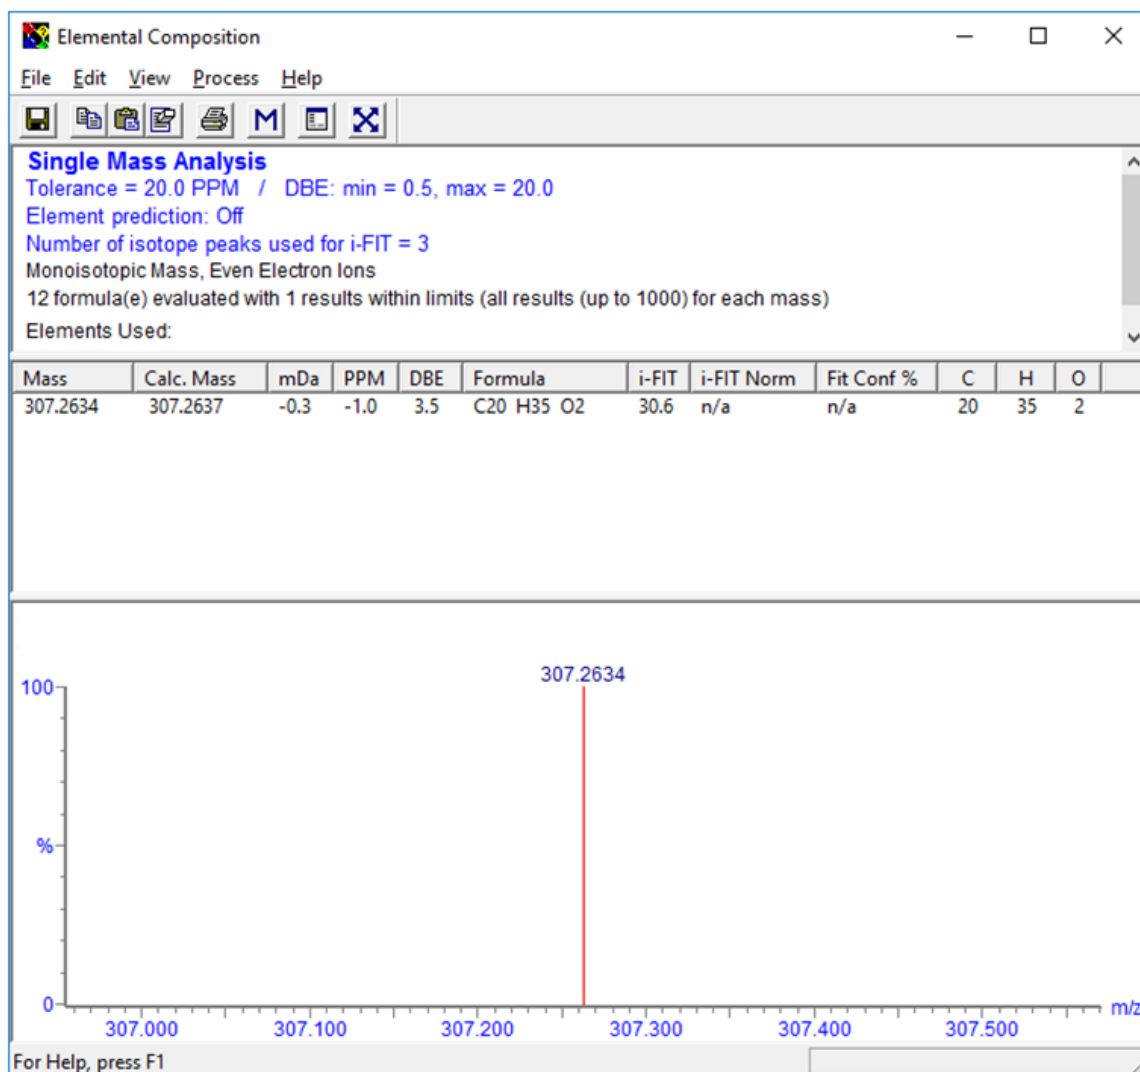 Elemental Composition
File Edit View Process Help
M
Single Mass Analysis
Tolerance = 20.0 PPM / DBE: min = 0.5, max = 20.0
Element prediction: Off
Number of isotope peaks used for i-FIT = 3
Monoisotopic Mass, Even Electron Ions
12 formula(e) evaluated with 1 results within limits (all results (up to 1000) for each mass)
Elements Used:
Mass Calc. Mass mDa PPM DBE Formula i-FIT i-FIT Norm Fit Conf % C H O
307.2634 307.2637 -0.3 -1.0 3.5 C20 H35 O2 30.6 n/a n/a 20 35 2
307.2634
100
%
0
m/z
307.000 307.100 307.200 307.300 307.400 307.500
For Help, press F1